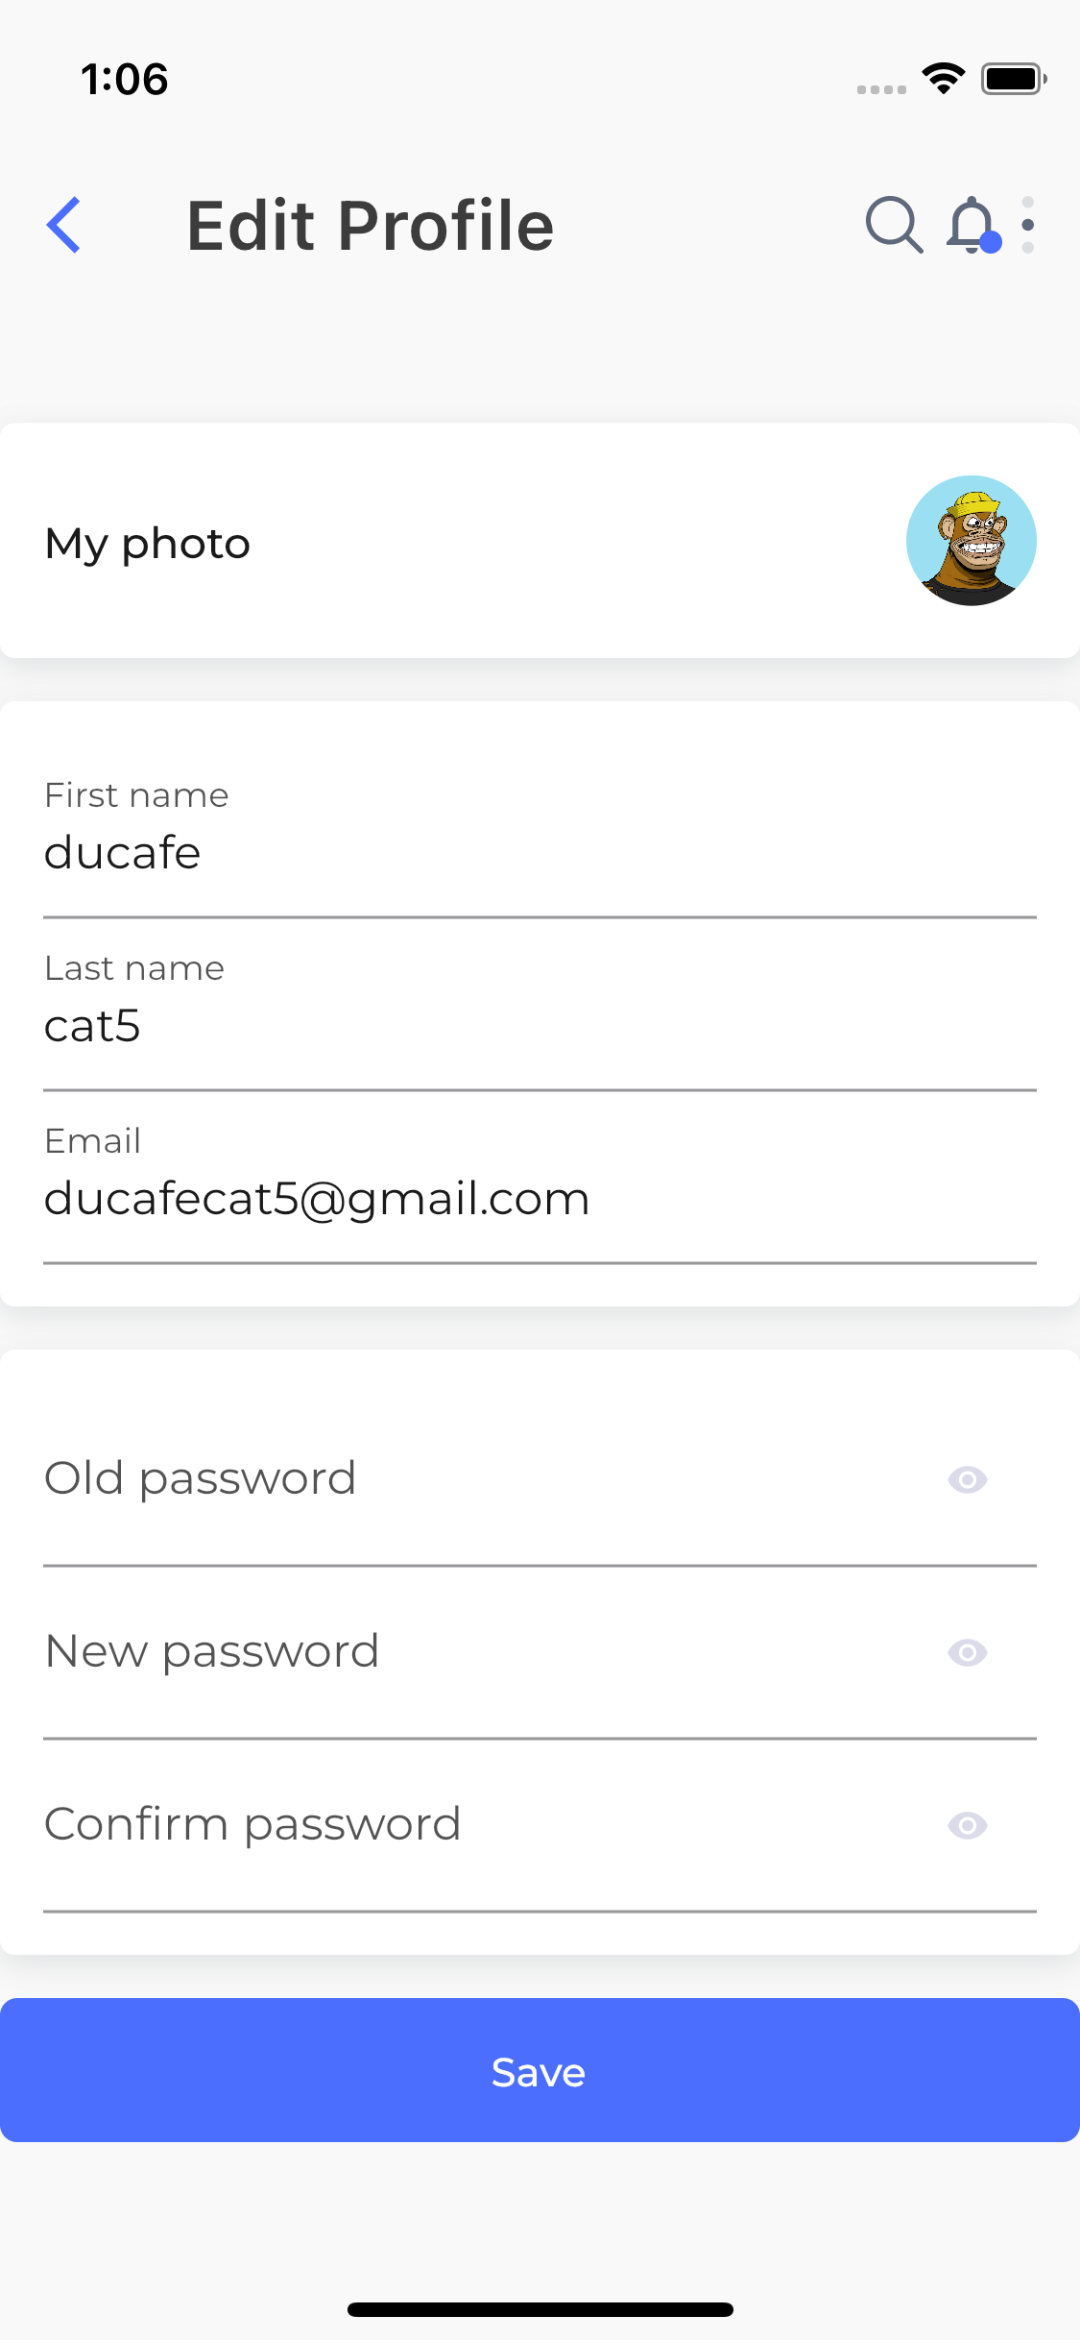 1:06
Edit Profile
My photo
First name
ducafe
Last name
cat5
Email
ducafecat5@gmail.com
Old password
New password
Confirm password
Save